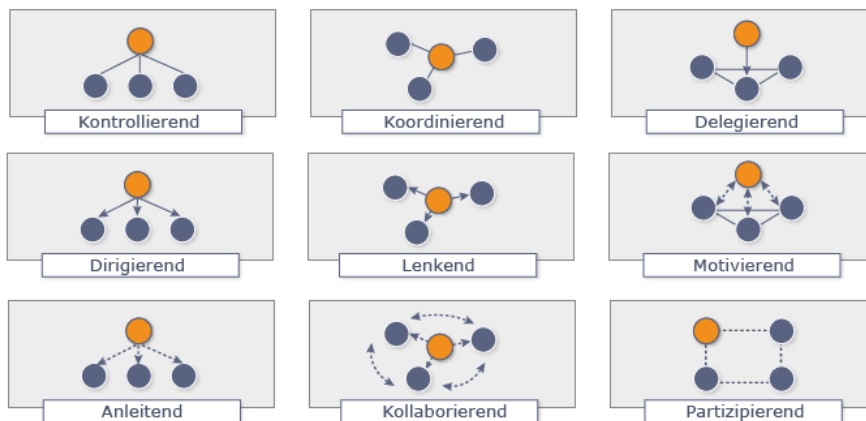 Kontrollierend
Koordinierend
Delegierend
Dirigierend
Lenkend
Motivierend
Anleitend
Kollaborierend
Partizipierend